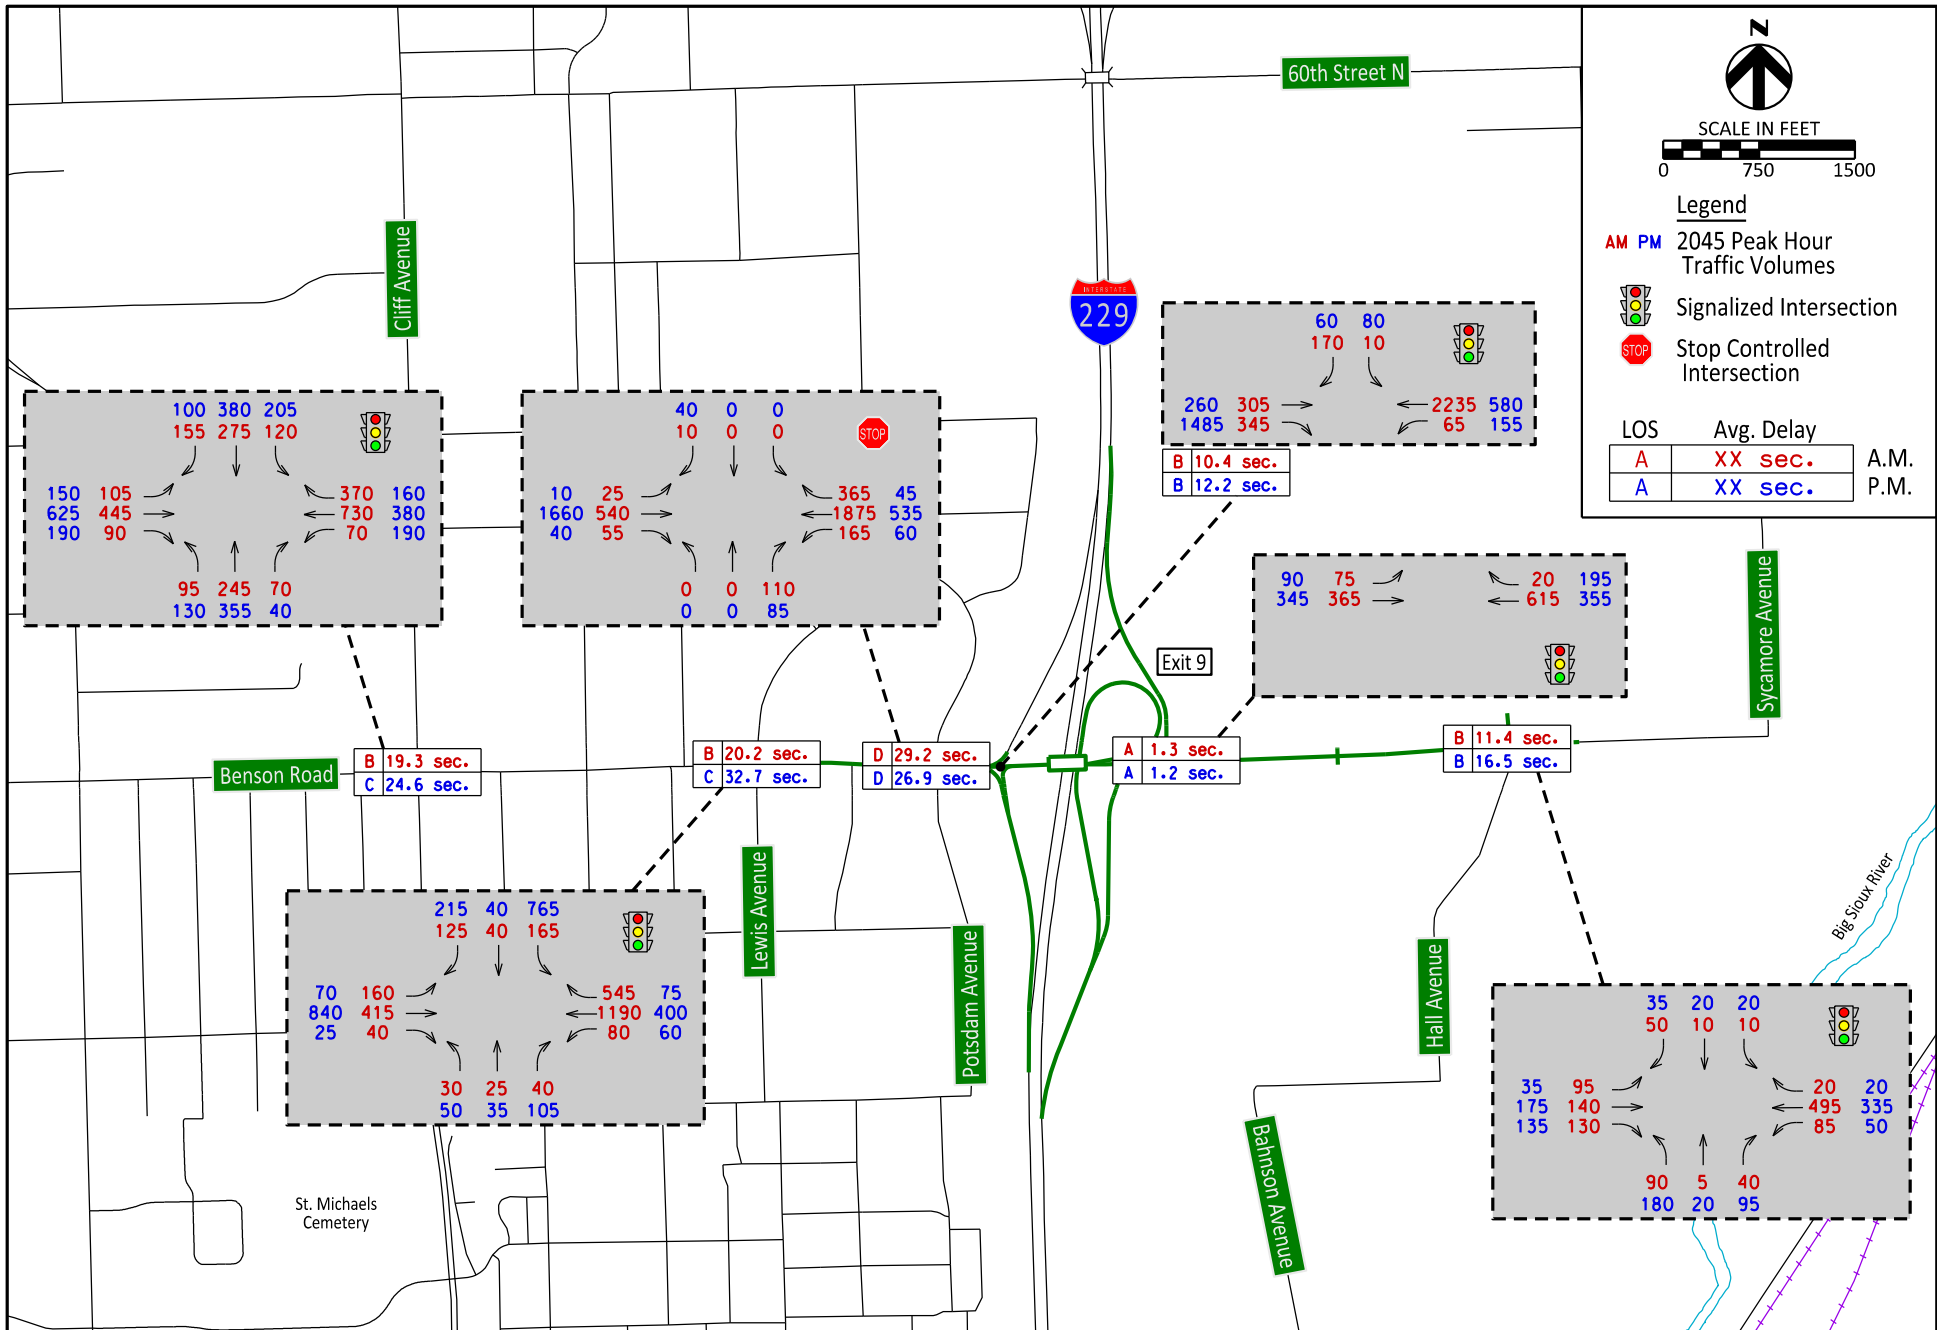 60th Street N
N
SCALE IN FEET
0 750 1500
Legend
AM PM 2045 Peak Hour
Traffic Volumes
Signalized Intersection
STOP Stop Controlled
Intersection
LOS Avg. Delay
A XX sec. A.M.
A XX sec. P.M.
Cliff Avenue
INTERSTATE
229
60 80
170 10
260 305 2235 580
1485 345 65 155
B 10.4 sec.
B 12.2 sec.
100 380 205
155 275 120
150 105 370 160
625 445 730 380
190 90 70 190
95 245 70
130 355 40
40 0 0
10 0 0
STOP
10 25 365 45
1660 540 1875 535
40 55 165 60
0 0 110
0 0 85
90 75 20 195
345 365 615 355
Exit 9
Sycamore Avenue
Benson Road
B 19.3 sec.
C 24.6 sec.
B 20.2 sec.
C 32.7 sec.
D 29.2 sec.
D 26.9 sec.
A 1.3 sec.
A 1.2 sec.
B 11.4 sec.
B 16.5 sec.
Lewis Avenue
Potsdam Avenue
Hall Avenue
Big Sioux River
215 40 765
125 40 165
70 160 545 75
840 415 1190 400
25 40 80 60
30 25 40
50 35 105
35 20 20
50 10 10
35 95 20 20
175 140 495 335
135 130 85 50
90 5 40
180 20 95
Bahnson Avenue
St. Michaels
Cemetery